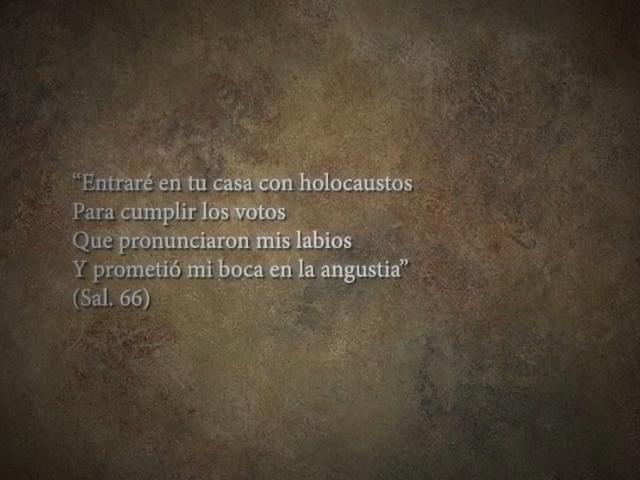 “Entraré en tu casa con holocaustos
Para cumplir los votos
Que pronunciaron mis labios
Y prometió mi boca en la angustia”
(Sal. 66)